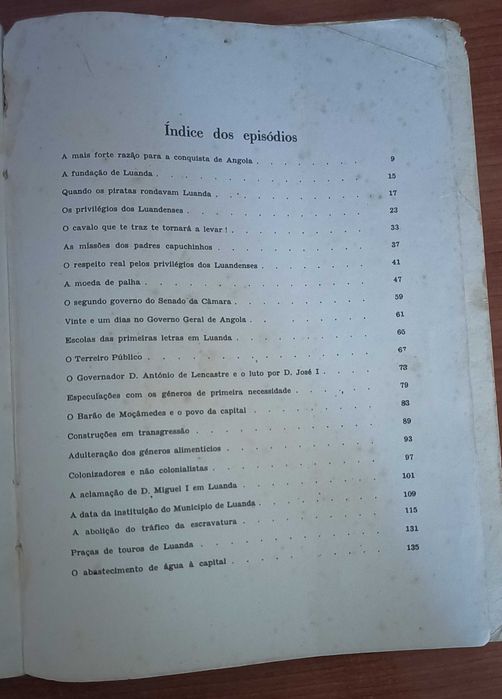 Índice dos episódios
A mais forte razão para a conquista de Angola . . . . . . . . 9
A fundação de Luanda . . . . . . . . . . . 15
Quando os piratas rondavam Luanda . . . . . . . . . 17
Os privilégios dos Luandenses . . . . . . . . . . 23
O cavalo que te traz te tornará a levar ! . . . . . . . . 33
As missões dos padres capuchinhos . . . . . . . . . 37
O respeito real pelos privilégios dos Luandenses . . . . . . . 41
A moeda de palha . . . . . . . . . . . . 47
O segundo governo do Senado da Câmara . . . . . . . . 59
Vinte e um dias no Governo Geral de Angola . . . . . . . 61
Escolas das primeiras letras em Luanda . . . . . . . . 65
O Terreiro Público . . . . . . . . . . . 67
O Governador D. António de Lencastre e o luto por D. José I . . . . 73
Especulações com os géneros de primeira necessidade . . . . . 79
O Barão de Moçâmedes e o povo da capital . . . . . . . 83
Construções em transgressão . . . . . . . . . . 89
Adulteração dos géneros alimentícios . . . . . . . . 93
Colonizadores e não colonialistas . . . . . . . . . 97
A aclamação de D. Miguel I em Luanda . . . . . . . . 101
A data da instituïção do Município de Luanda . . . . . . 109
A abolição do tráfico da escravatura . . . . . . . . 115
Praças de touros de Luanda . . . . . . . . . . 131
O abastecimento de água à capital . . . . . . . . . 135